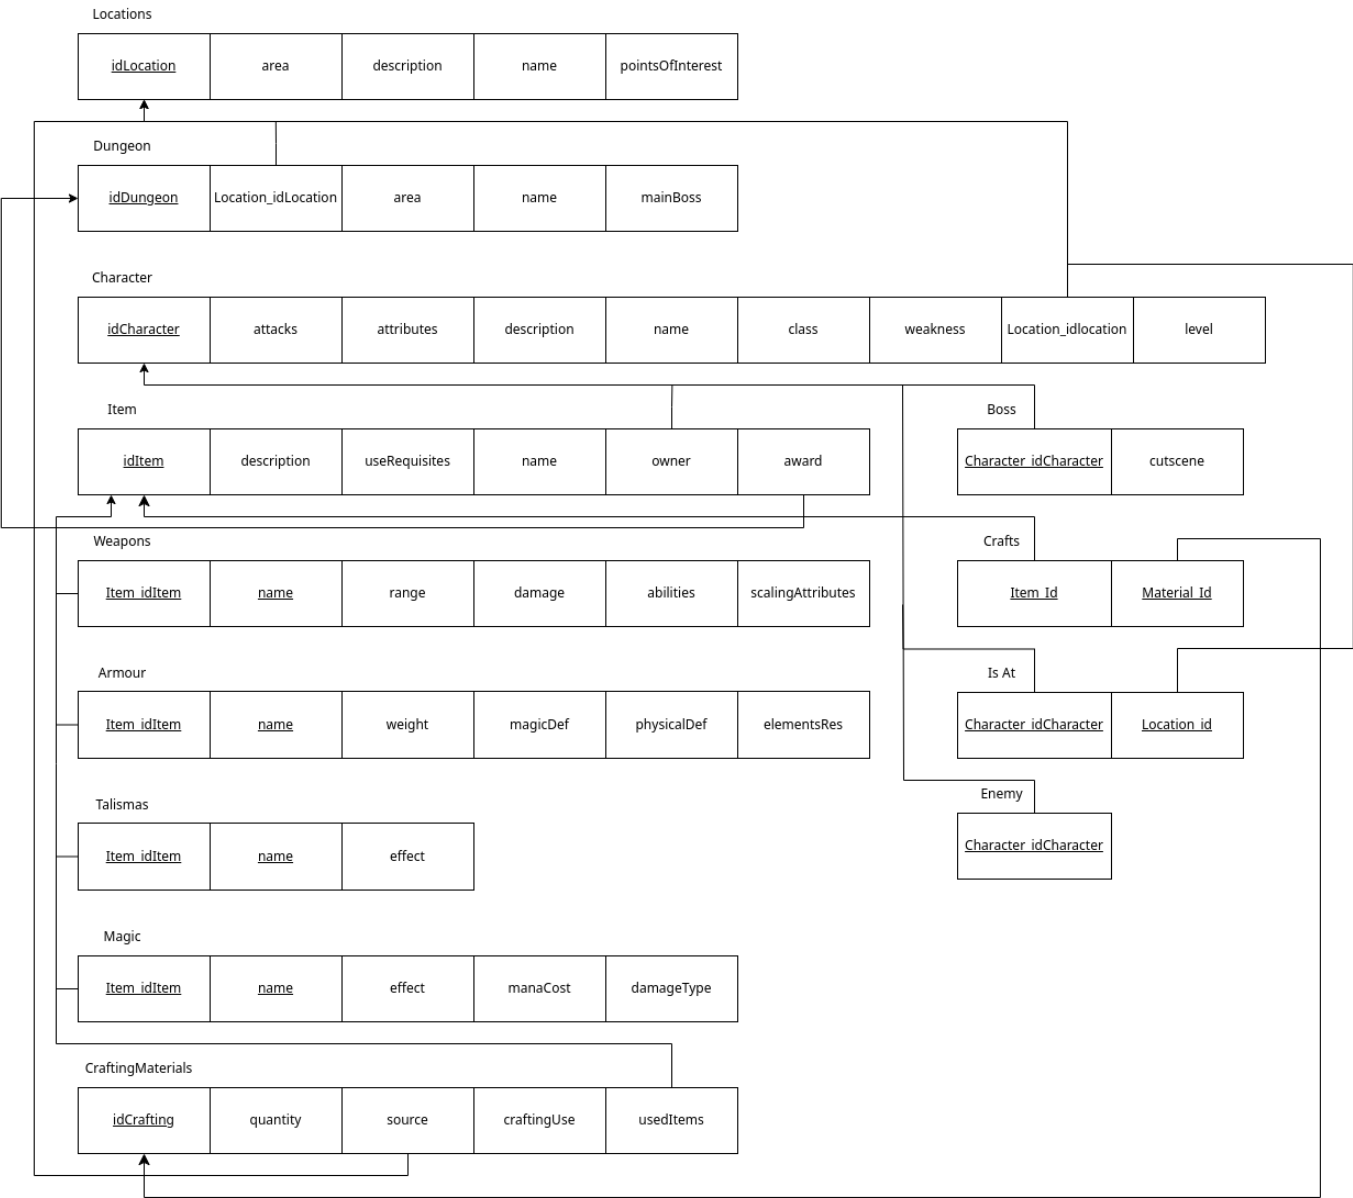 Locations
idLocation area description name pointsOfInterest
Dungeon
idDungeon Location_idLocation area name mainBoss
Character
idCharacter attacks attributes description name class weakness Location_idlocation level
Item Boss
idItem description useRequisites name owner award Character_idCharacter cutscene
Weapons Crafts
Item_idItem name range damage abilities scalingAttributes Item_Id Material_Id
Armour Is At
Item_idItem name weight magicDef physicalDef elementsRes Character_idCharacter Location_id
Talismas Enemy
Item_idItem name effect Character_idCharacter
Magic
Item_idItem name effect manaCost damageType
CraftingMaterials
idCrafting quantity source craftingUse usedItems